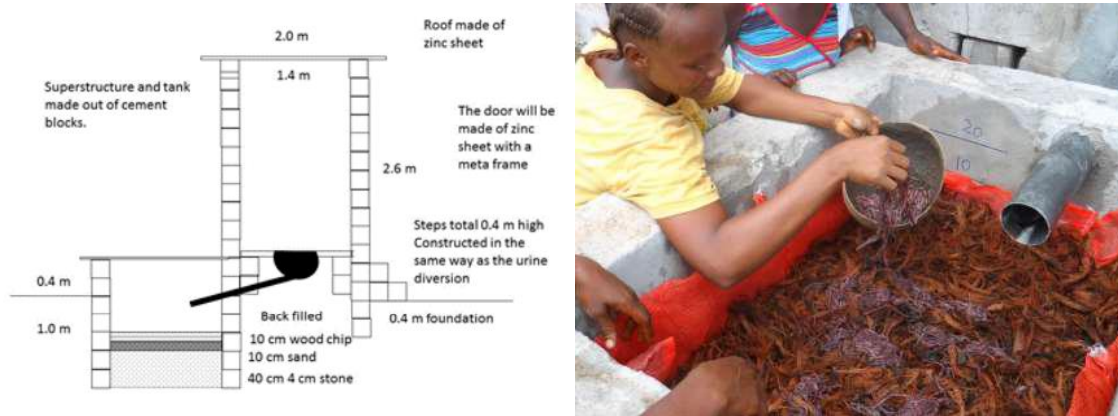 2.0 m
Roof made of
zinc sheet
1.4 m
Superstructure and tank
made out of cement
blocks.
The door will be
made of zinc
sheet with a
meta frame
2.6 m
Steps total 0.4 m high
Constructed in the
same way as the urine
diversion
0.4 m
1.0 m
Back filled
0.4 m foundation
10 cm wood chip
10 cm sand
40 cm 4 cm stone
20
10